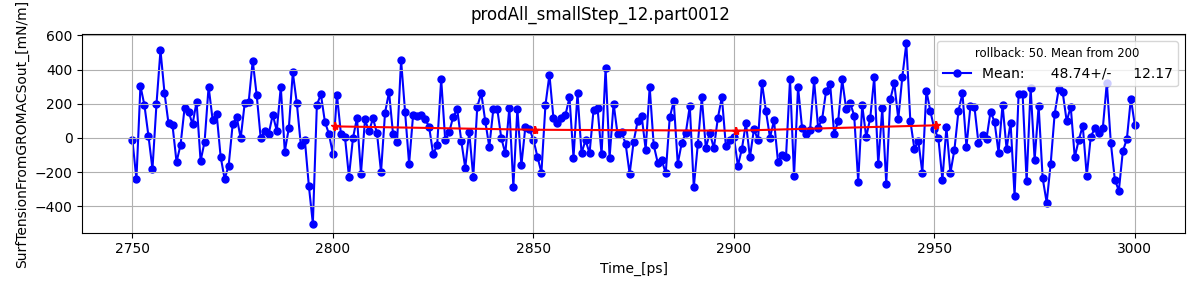 prodAll_smallStep_12.part0012
SurfTensionFromGROMACSout_[mN/m]
600
400
200
0
−200
−400
rollback: 50. Mean from 200
Mean: 48.74+/- 12.17
2750
2800
2850
2900
2950
3000
Time_[ps]